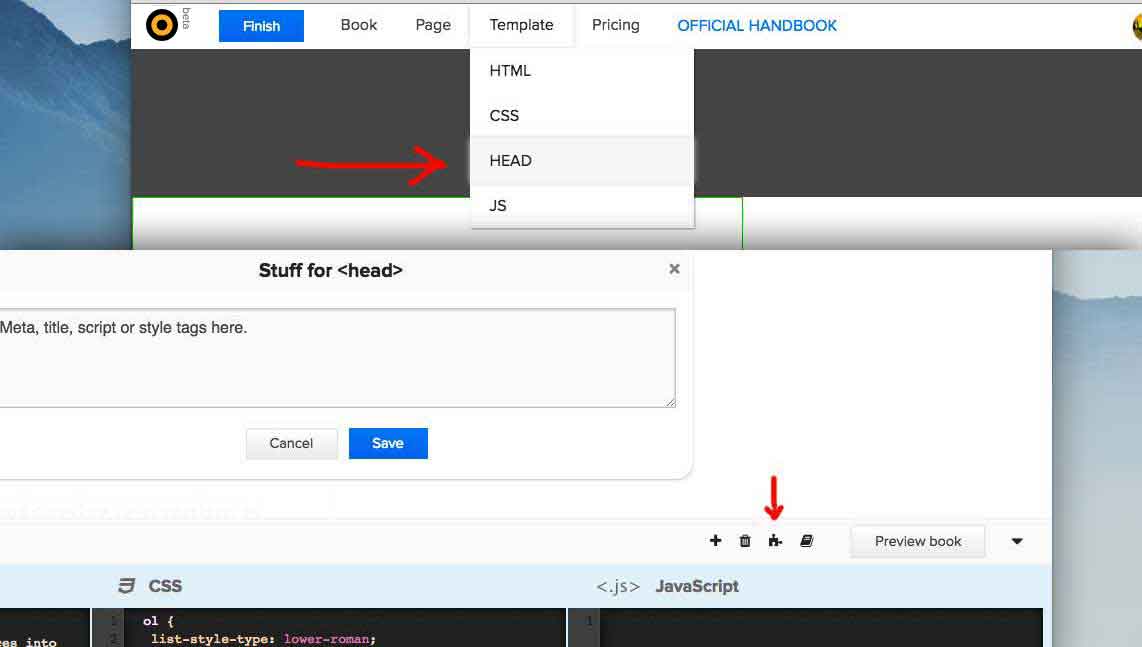 beta
Finish Book Page Template Pricing OFFICIAL HANDBOOK
HTML
CSS
HEAD
JS
Stuff for <head>
Meta, title, script or style tags here.
Cancel Save
Preview book
CSS <.js> JavaScript
1 ol { 1
into 2 list-style-type: lower-roman;